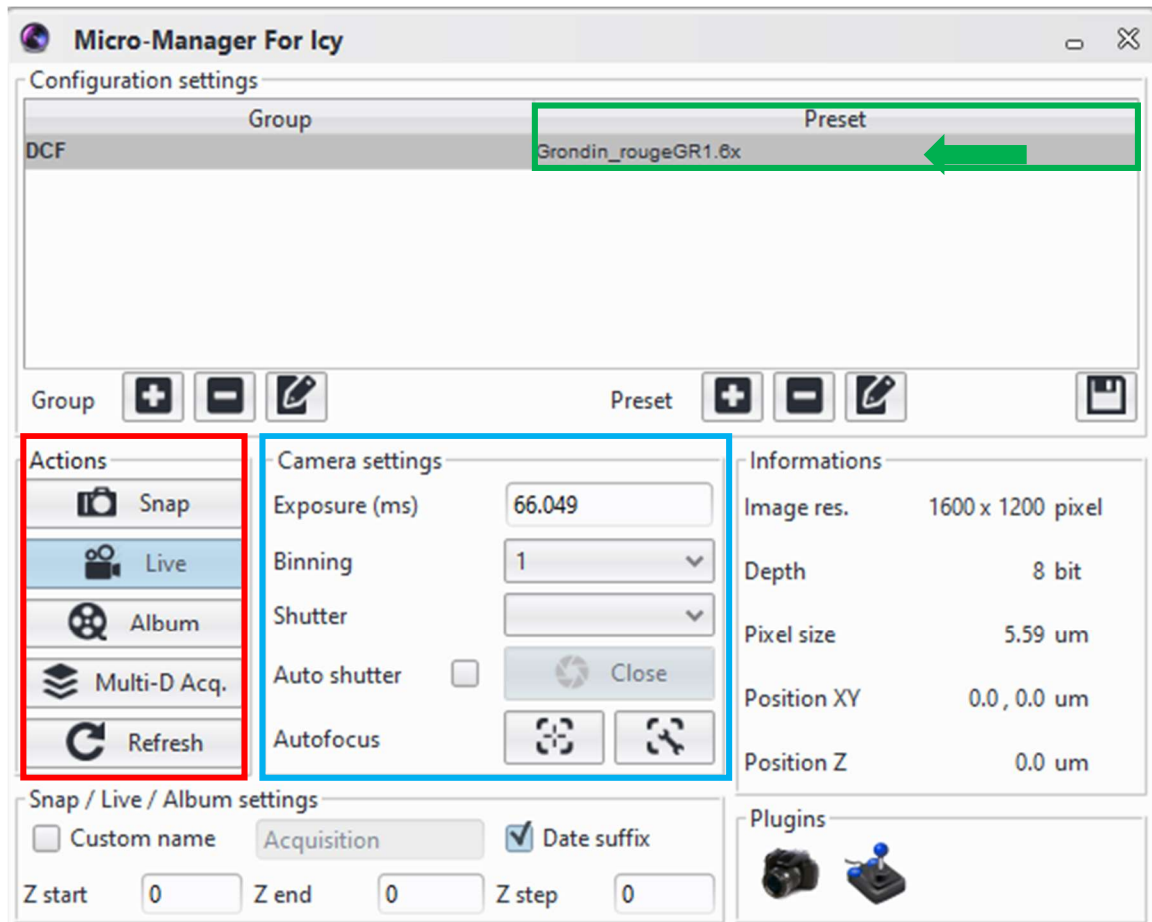 Micro-Manager For Icy
Configuration settings
Group Preset
DCF Grondin_rougeGR1.6x
Group Preset
Actions
Snap
Live
Album
Multi-D Acq.
Refresh
Camera settings
Exposure (ms) 66.049
Binning 1
Shutter
Auto shutter Close
Autofocus
Informations
Image res. 1600 x 1200 pixel
Depth 8 bit
Pixel size 5.59 um
Position XY 0.0 , 0.0 um
Position Z 0.0 um
Snap / Live / Album settings
Custom name Acquisition Date suffix
Z start 0 Z end 0 Z step 0
Plugins